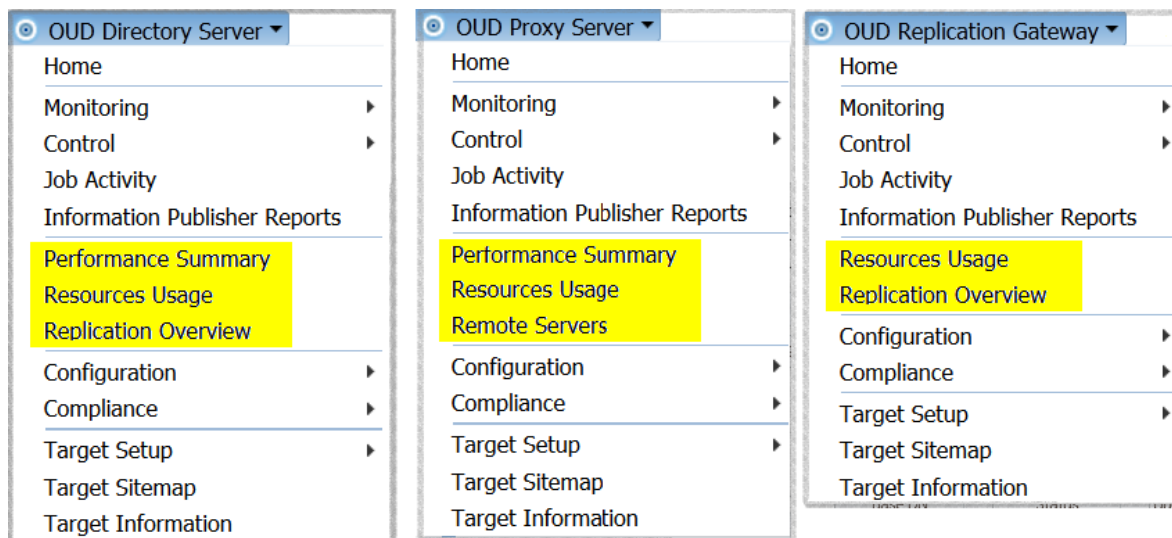 OUD Directory Server
Home
Monitoring
Control
Job Activity
Information Publisher Reports
Performance Summary
Resources Usage
Replication Overview
Configuration
Compliance
Target Setup
Target Sitemap
Target Information
OUD Proxy Server
Home
Monitoring
Control
Job Activity
Information Publisher Reports
Performance Summary
Resources Usage
Remote Servers
Configuration
Compliance
Target Setup
Target Sitemap
Target Information
OUD Replication Gateway
Home
Monitoring
Control
Job Activity
Information Publisher Reports
Resources Usage
Replication Overview
Configuration
Compliance
Target Setup
Target Sitemap
Target Information